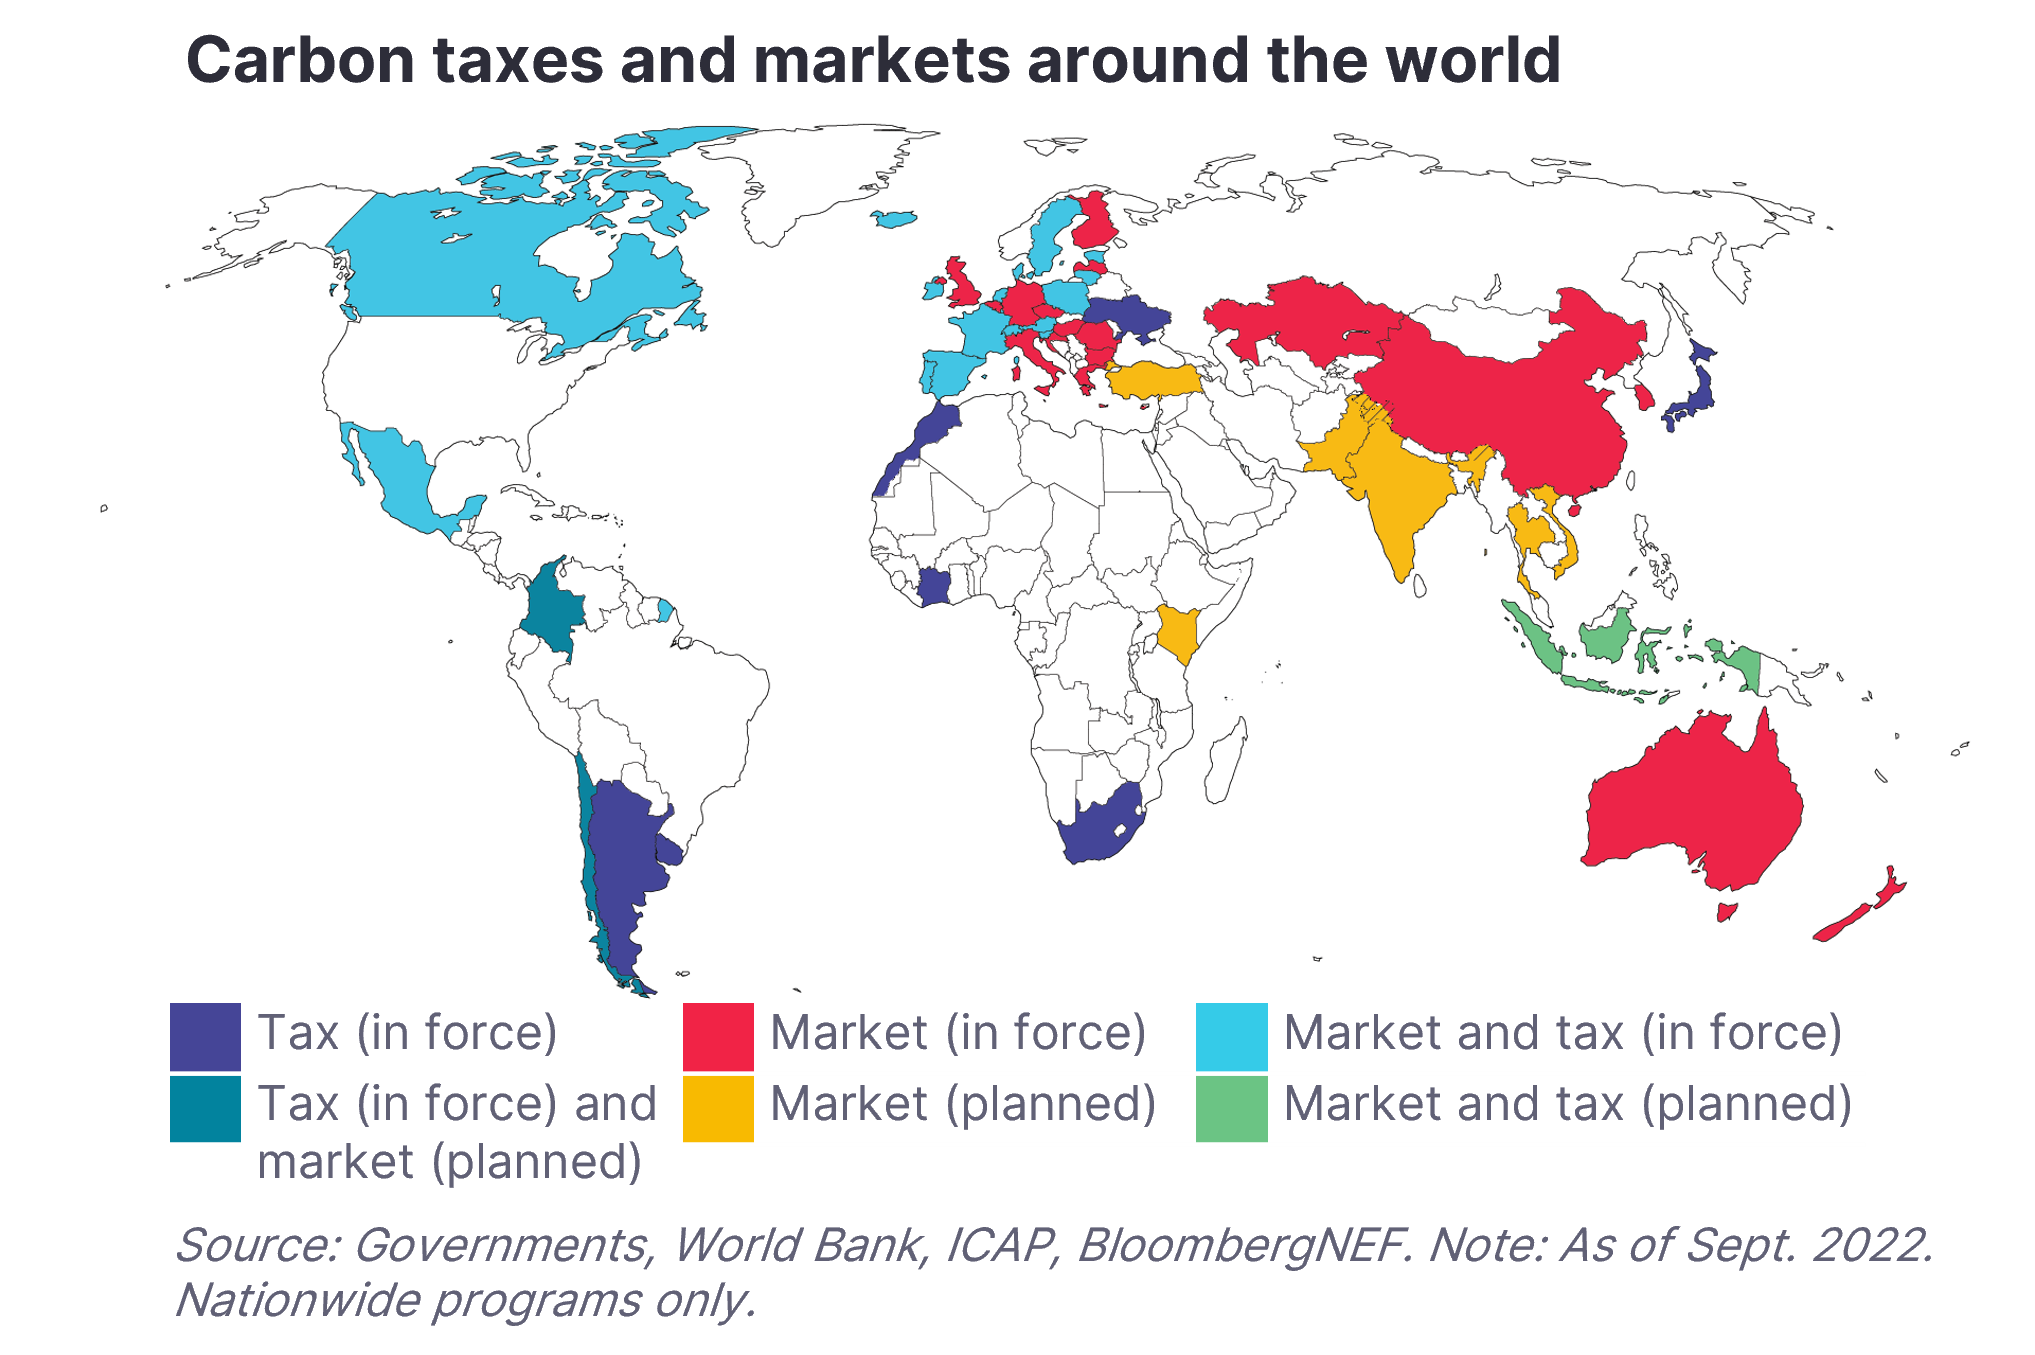 Carbon taxes and markets around the world
Tax (in force)
Market (in force)
Market and tax (in force)
Tax (in force) and
market (planned)
Market (planned)
Market and tax (planned)
Source: Governments, World Bank, ICAP, BloombergNEF. Note: As of Sept. 2022.
Nationwide programs only.